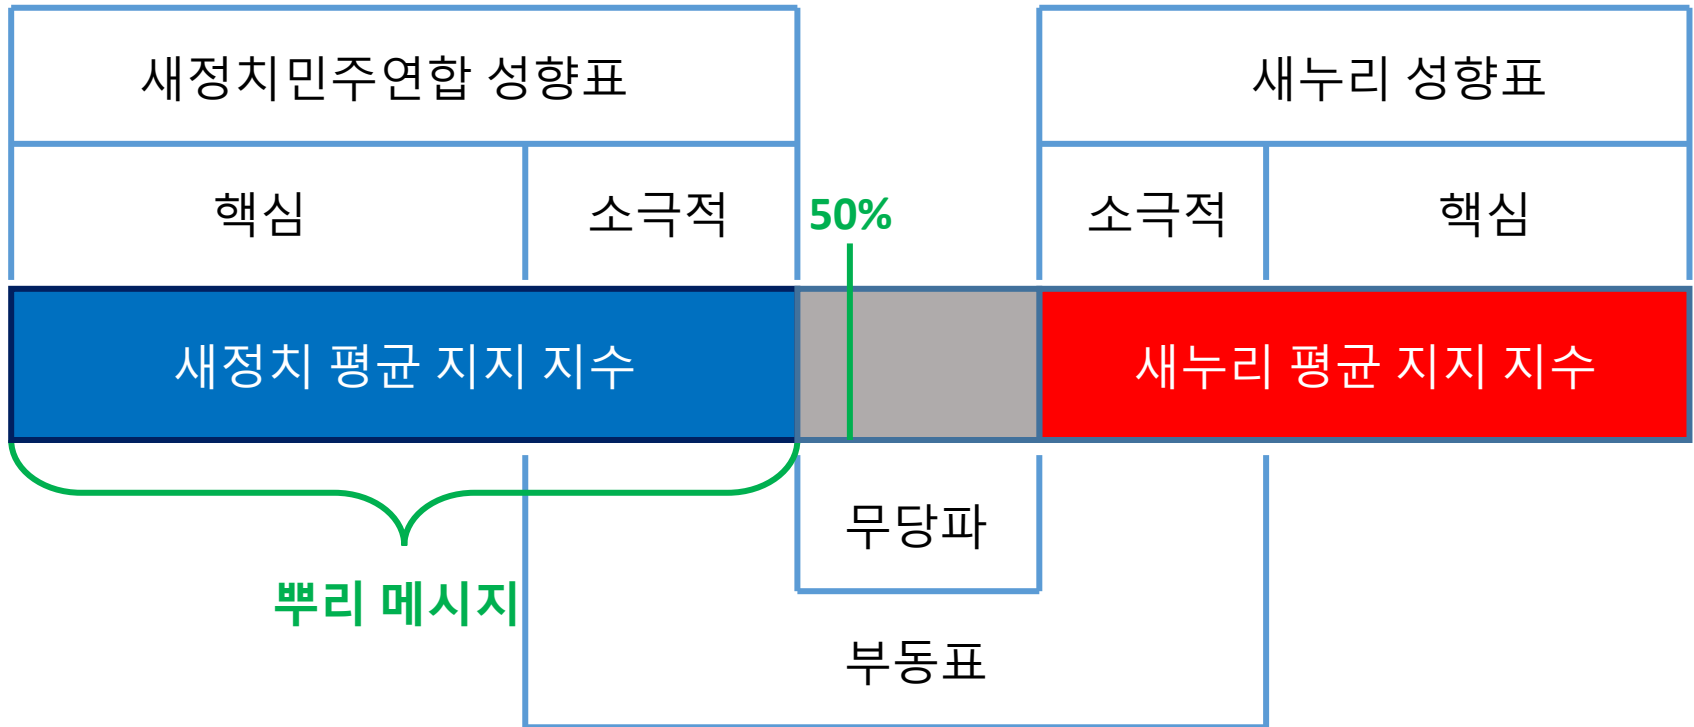 새정치민주연합 성향표
새누리 성향표
핵심
소극적
50%
소극적
핵심
새정치 평균 지지 지수
새누리 평균 지지 지수
무당파
뿌리 메시지
부동표